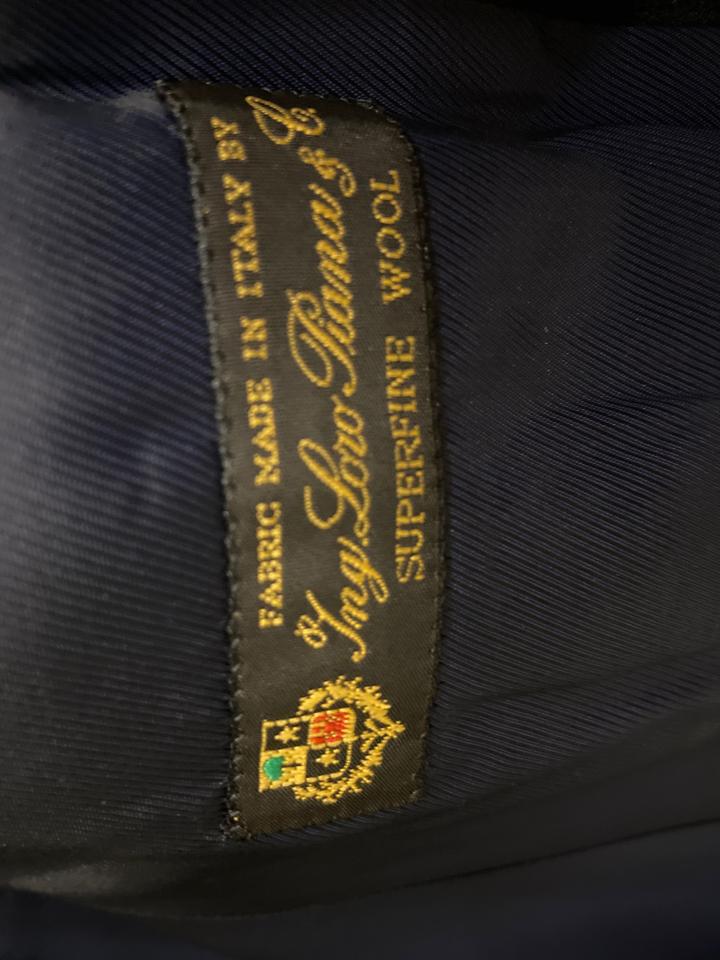 FABRIC MADE IN ITALY BY
Ing. Loro Piana & C
SUPERFINE WOOL